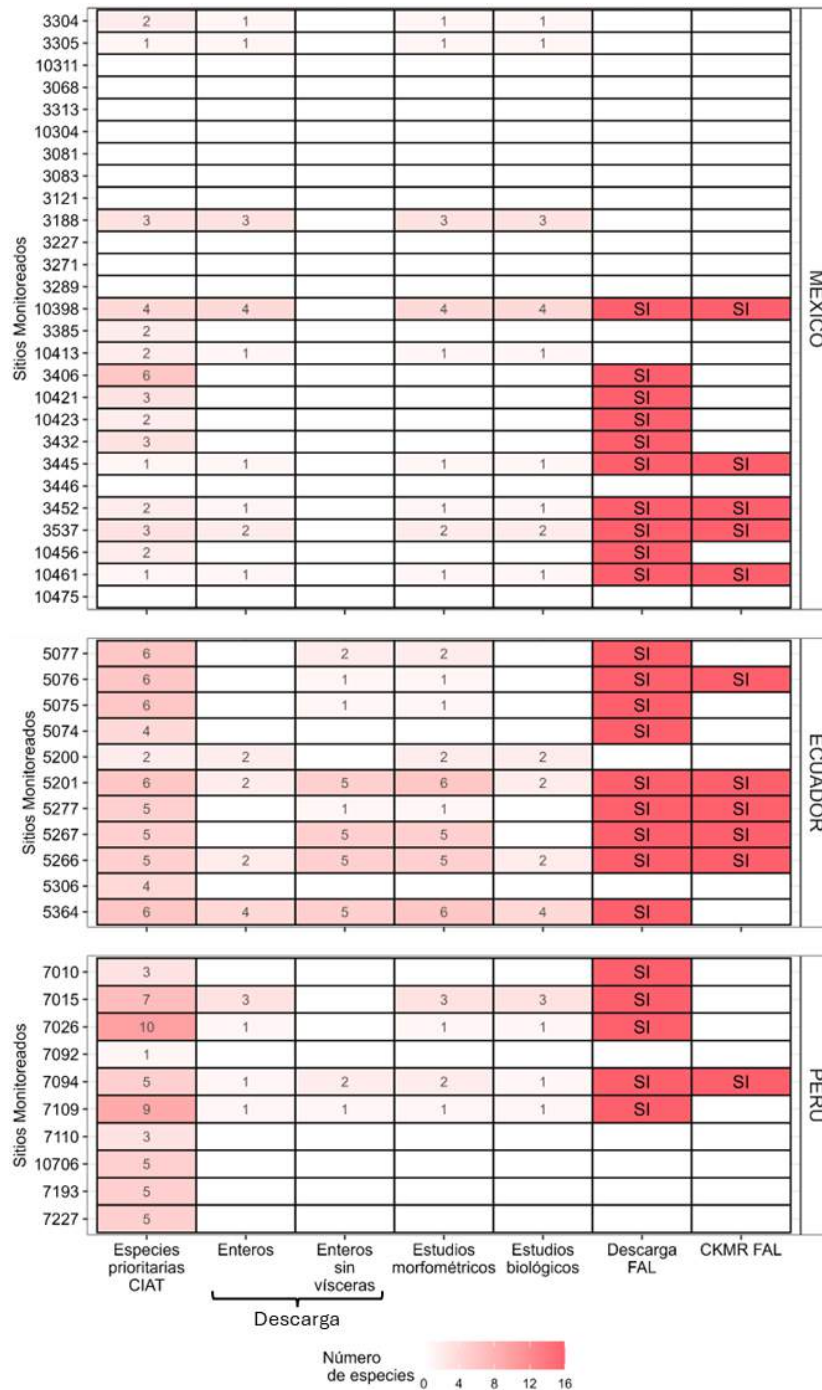 Sitios Monitoreados
3304 2 1 1 1
3305 1 1 1 1
10311
3068
3313
10304
3081
3083
3121
3188 3 3 3 3
3227
3271
3289
10398 4 4 4 4 SI SI
3385 2
10413 2 1 1 1
3406 6 SI
10421 3 SI
10423 2 SI
3432 3 SI
3445 1 1 1 1 SI SI
3446
3452 2 1 1 1 SI SI
3537 3 2 2 2 SI SI
10456 2 SI
10461 1 1 1 1 SI SI
10475
MEXICO
Sitios Monitoreados
5077 6 2 2 SI
5076 6 1 1 SI SI
5075 6 1 1 SI
5074 4 SI
5200 2 2 2 2
5201 6 2 5 6 2 SI SI
5277 5 1 1 SI SI
5267 5 5 5 SI SI
5266 5 2 5 5 2 SI SI
5306 4
5364 6 4 5 6 4 SI
ECUADOR
Sitios Monitoreados
7010 3 SI
7015 7 3 3 3 SI
7026 10 1 1 1 SI
7092 1
7094 5 1 2 2 1 SI SI
7109 9 1 1 1 1 SI
7110 3
10706 5
7193 5
7227 5
PERU
Especies Enteros Enteros Estudios Estudios Descarga CKMR FAL
prioritarias sin morfométricos biológicos FAL
CIAT vísceras
Descarga
Número
de especies 0 4 8 12 16